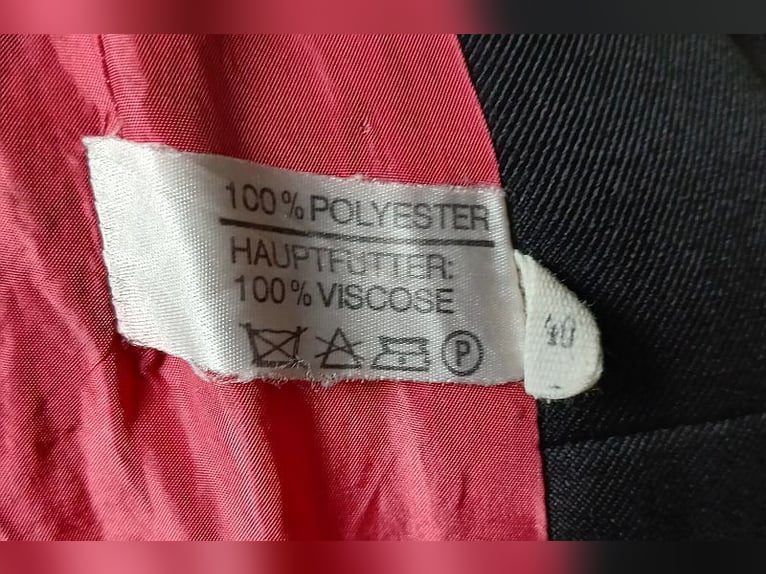 100% POLYESTER
HAUPTFUTTER:
100% VISCOSE
P
40